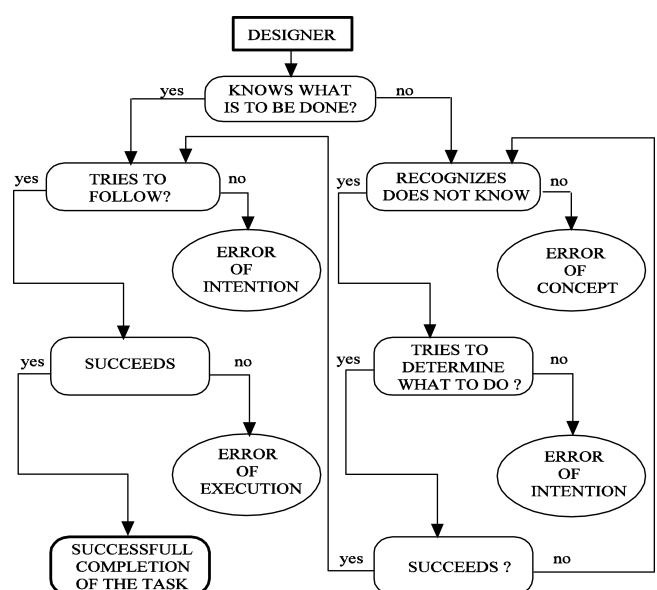 DESIGNER
KNOWS WHAT
IS TO BE DONE?
yes
no
TRIES TO
FOLLOW?
yes
no
RECOGNIZES
DOES NOT KNOW
yes
no
ERROR
OF
INTENTION
ERROR
OF
CONCEPT
SUCCEEDS
yes
no
TRIES TO
DETERMINE
WHAT TO DO ?
yes
no
ERROR
OF
EXECUTION
ERROR
OF
INTENTION
SUCCESSFULL
COMPLETION
OF THE TASK
yes
SUCCEEDS ?
no